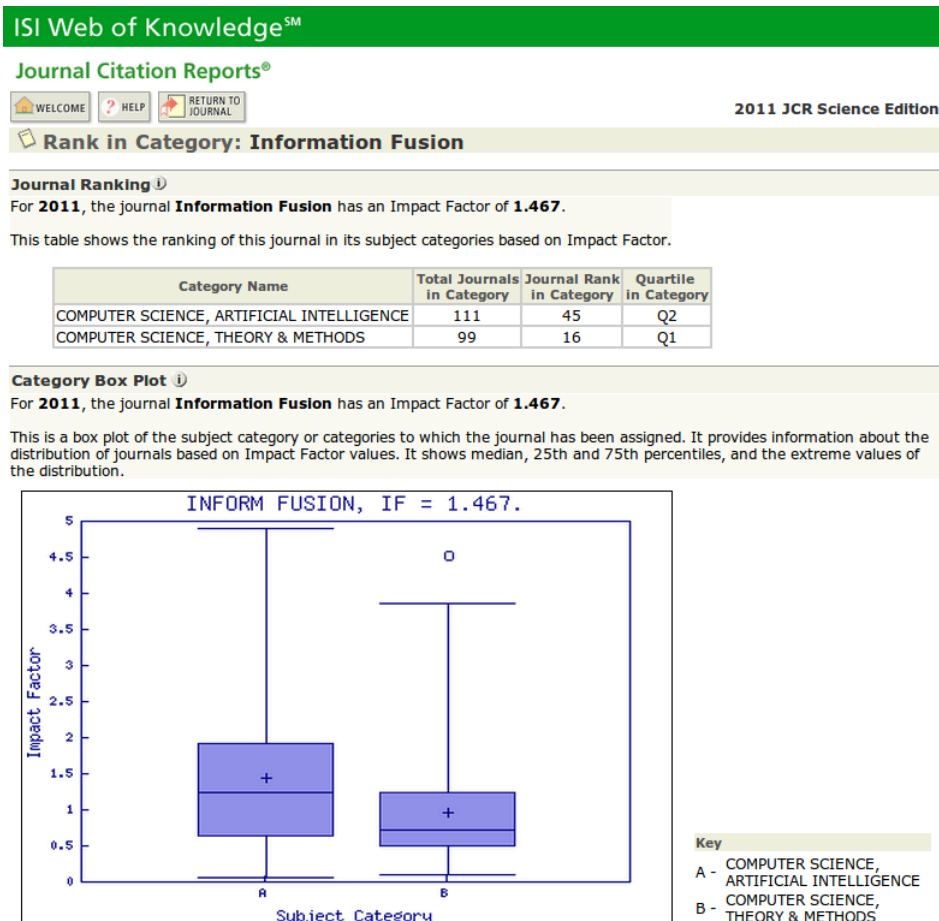 ISI Web of Knowledge℠
Journal Citation Reports®
WELCOME ? HELP RETURN TO JOURNAL
2011 JCR Science Edition
Rank in Category: Information Fusion
Journal Ranking i
For 2011, the journal Information Fusion has an Impact Factor of 1.467.
This table shows the ranking of this journal in its subject categories based on Impact Factor.
Category Name Total Journals in Category Journal Rank in Category Quartile in Category
COMPUTER SCIENCE, ARTIFICIAL INTELLIGENCE 111 45 Q2
COMPUTER SCIENCE, THEORY & METHODS 99 16 Q1
Category Box Plot i
For 2011, the journal Information Fusion has an Impact Factor of 1.467.
This is a box plot of the subject category or categories to which the journal has been assigned. It provides information about the
distribution of journals based on Impact Factor values. It shows median, 25th and 75th percentiles, and the extreme values of
the distribution.
INFORM FUSION, IF = 1.467.
5
4.5
4
3.5
3
2.5
2
1.5
1
0.5
0
Impact Factor
A B
Subject Category
Key
A - COMPUTER SCIENCE,
ARTIFICIAL INTELLIGENCE
B - COMPUTER SCIENCE,
THEORY & METHODS